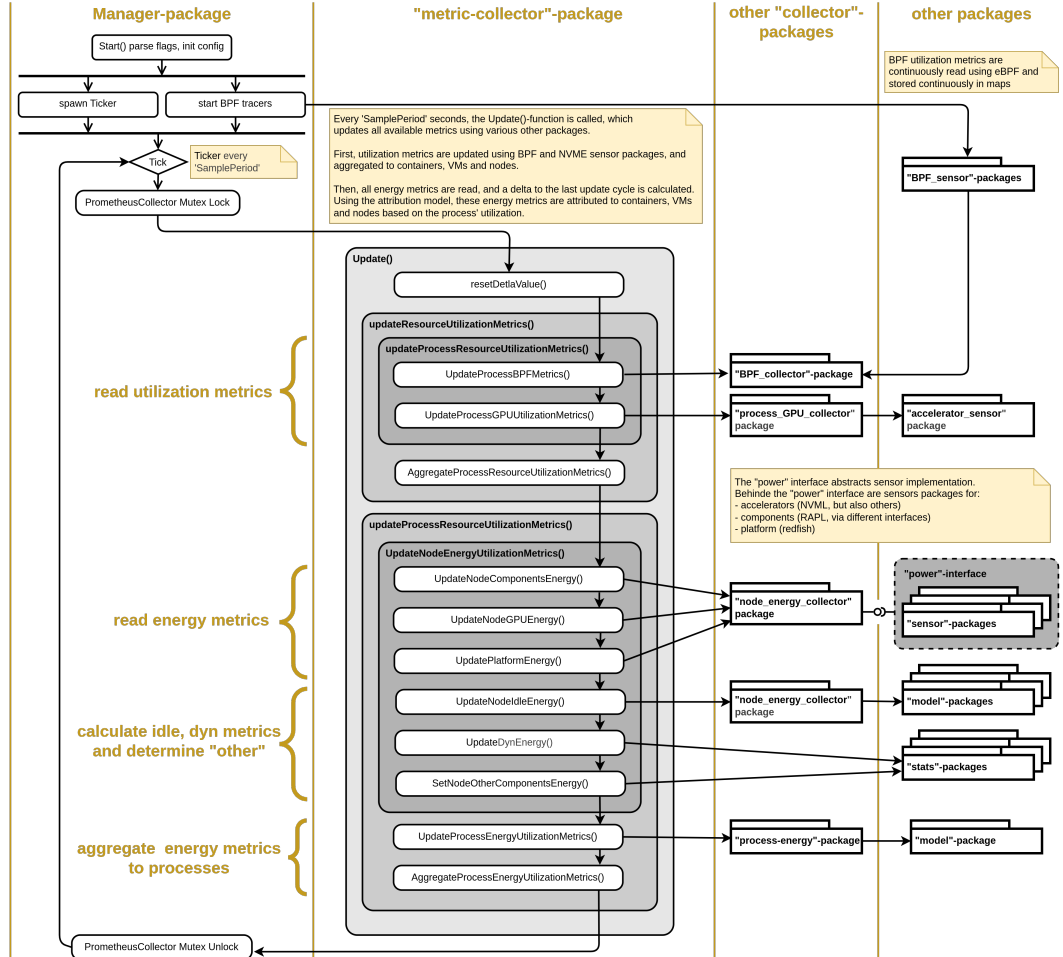 Manager-package
"metric-collector"-package
other "collector"-
packages
other packages
Start() parse flags, init config
spawn Ticker
start BPF tracers
BPF utilization metrics are
continuously read using eBPF and
stored continuously in maps
Every 'SamplePeriod' seconds, the Update()-function is called, which
updates all available metrics using various other packages.
First, utilization metrics are updated using BPF and NVME sensor packages, and
aggregated to containers, VMs and nodes.
Then, all energy metrics are read, and a delta to the last update cycle is calculated.
Using the attribution model, these energy metrics are attributed to containers, VMs
and nodes based on the process' utilization.
Tick
Ticker every
'SamplePeriod'
PrometheusCollector Mutex Lock
"BPF_sensor"-packages
Update()
resetDetlaValue()
updateResourceUtilizationMetrics()
updateProcessResourceUtilizationMetrics()
UpdateProcessBPFMetrics()
"BPF_collector"-package
read utilization metrics
UpdateProcessGPUUtilizationMetrics()
"process_GPU_collector"
package
"accelerator_sensor"
package
AggregateProcessResourceUtilizationMetrics()
The "power" interface abstracts sensor implementation.
Behinde the "power" interface are sensors packages for:
- accelerators (NVML, but also others)
- components (RAPL, via different interfaces)
- platform (redfish)
updateProcessResourceUtilizationMetrics()
UpdateNodeEnergyUtilizationMetrics()
UpdateNodeComponentsEnergy()
"power"-interface
"node_energy_collector"
package
"sensor"-packages
read energy metrics
UpdateNodeGPUEnergy()
UpdatePlatformEnergy()
UpdateNodeIdleEnergy()
"node_energy_collector"
package
"model"-packages
calculate idle, dyn metrics
and determine "other"
UpdateDynEnergy()
"stats"-packages
SetNodeOtherComponentsEnergy()
UpdateProcessEnergyUtilizationMetrics()
"process-energy"-package
"model"-package
aggregate  energy metrics
to processes
AggregateProcessEnergyUtilizationMetrics()
PrometheusCollector Mutex Unlock